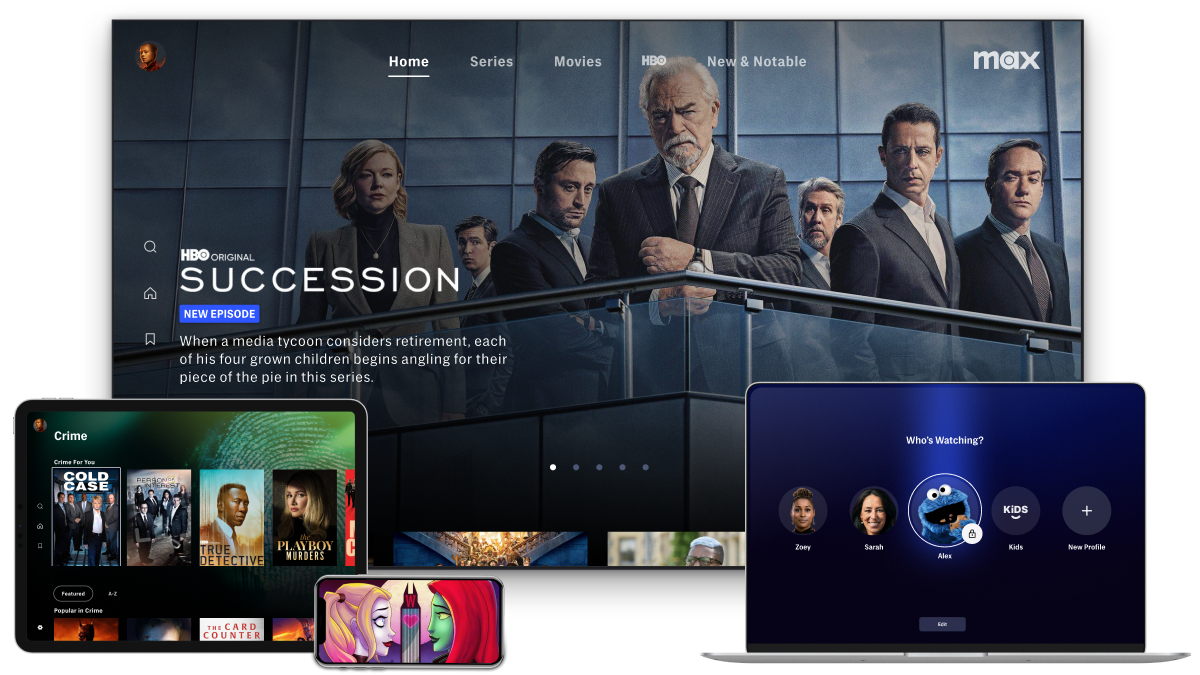 Home
Series
Movies
HBO
New & Notable
max
HBO ORIGINAL
SUCCESSION
NEW EPISODE
When a media tycoon considers retirement, each
of his four grown children begins angling for their
piece of the pie in this series.
Crime
Crime For You
COLD
CASE
PERSON OF
INTEREST
TRUE
DETECTIVE
the
PLAYBOY
MURDERS
Featured
A-Z
Popular in Crime
THE CARD
COUNTER
W
Who's Watching?
KiDS
Zoey
Sarah
Alex
Kids
New Profile
Edit